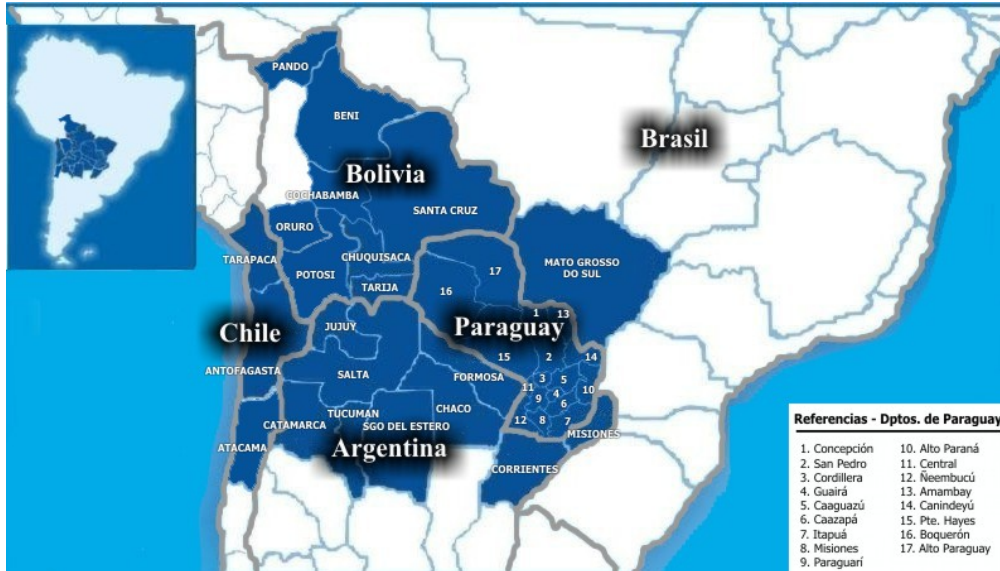 PANDO
BENI
Brasil
Bolivia
COCHABAMBA
SANTA CRUZ
ORURO
TARAPACA
CHUQUISACA
MATO GROSSO
DO SUL
POTOSI
17
TARIJA
16
1
13
JUJUY
Paraguay
Chile
15
2
14
ANTOFAGASTA
SALTA
FORMOSA
3
5
11
4
10
9
6
CHACO
TUCUMAN
CATAMARCA
SGO DEL ESTERO
12
8
7
MISIONES
ATACAMA
Argentina
CORRIENTES
Referencias - Dptos. de Paraguay
1. Concepción
2. San Pedro
3. Cordillera
4. Guairá
5. Caaguazú
6. Caazapá
7. Itapuá
8. Misiones
9. Paraguarí
10. Alto Paraná
11. Central
12. Ñeembucú
13. Amambay
14. Canindeyú
15. Pte. Hayes
16. Boquerón
17. Alto Paraguay